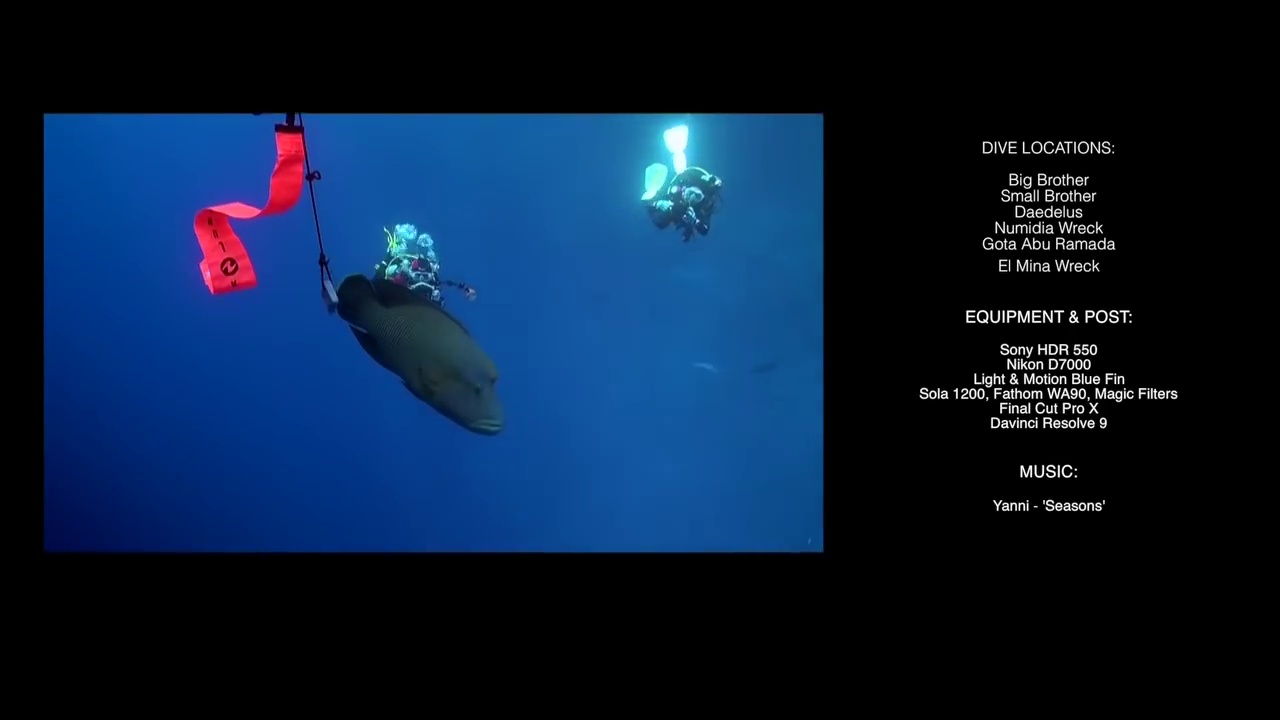 DIVE LOCATIONS:
Big Brother
Small Brother
Daedelus
Numidia Wreck
Gota Abu Ramada
El Mina Wreck
EQUIPMENT & POST:
Sony HDR 550
Nikon D7000
Light & Motion Blue Fin
Sola 1200, Fathom WA90, Magic Filters
Final Cut Pro X
Davinci Resolve 9
MUSIC:
Yanni - 'Seasons'